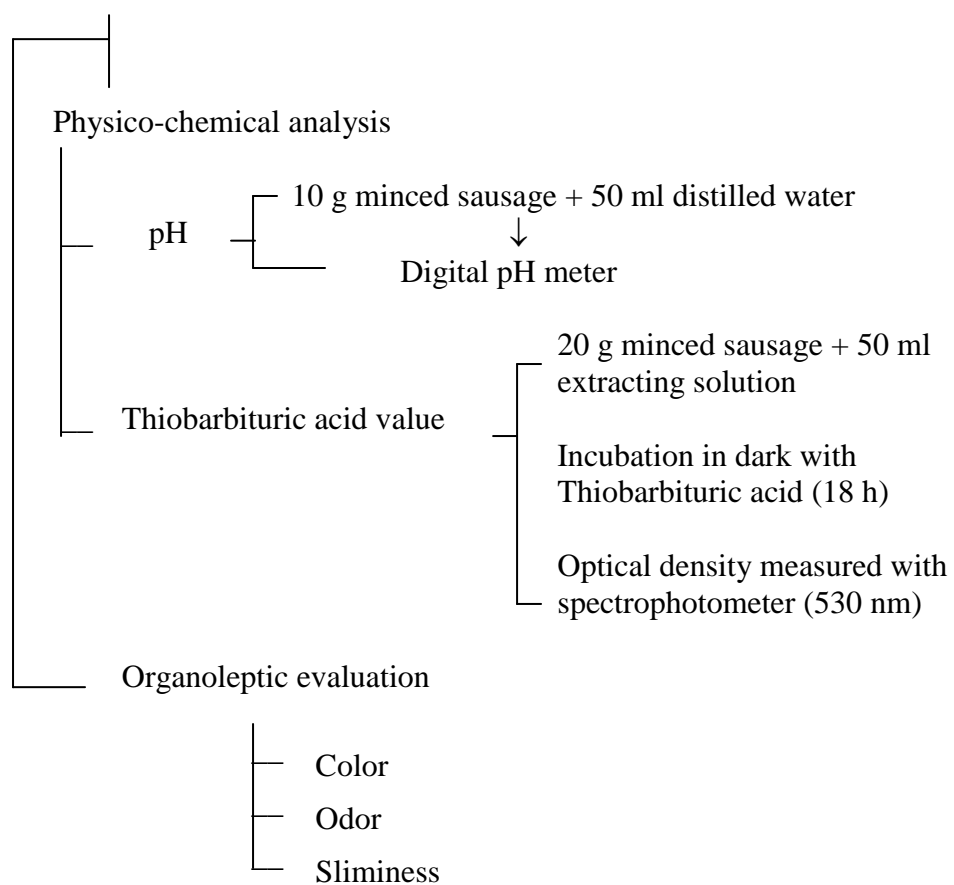 Physico-chemical analysis
10 g minced sausage + 50 ml distilled water
pH
↓
Digital pH meter
20 g minced sausage + 50 ml
extracting solution
Thiobarbituric acid value
Incubation in dark with
Thiobarbituric acid (18 h)
Optical density measured with
spectrophotometer (530 nm)
Organoleptic evaluation
Color
Odor
Sliminess